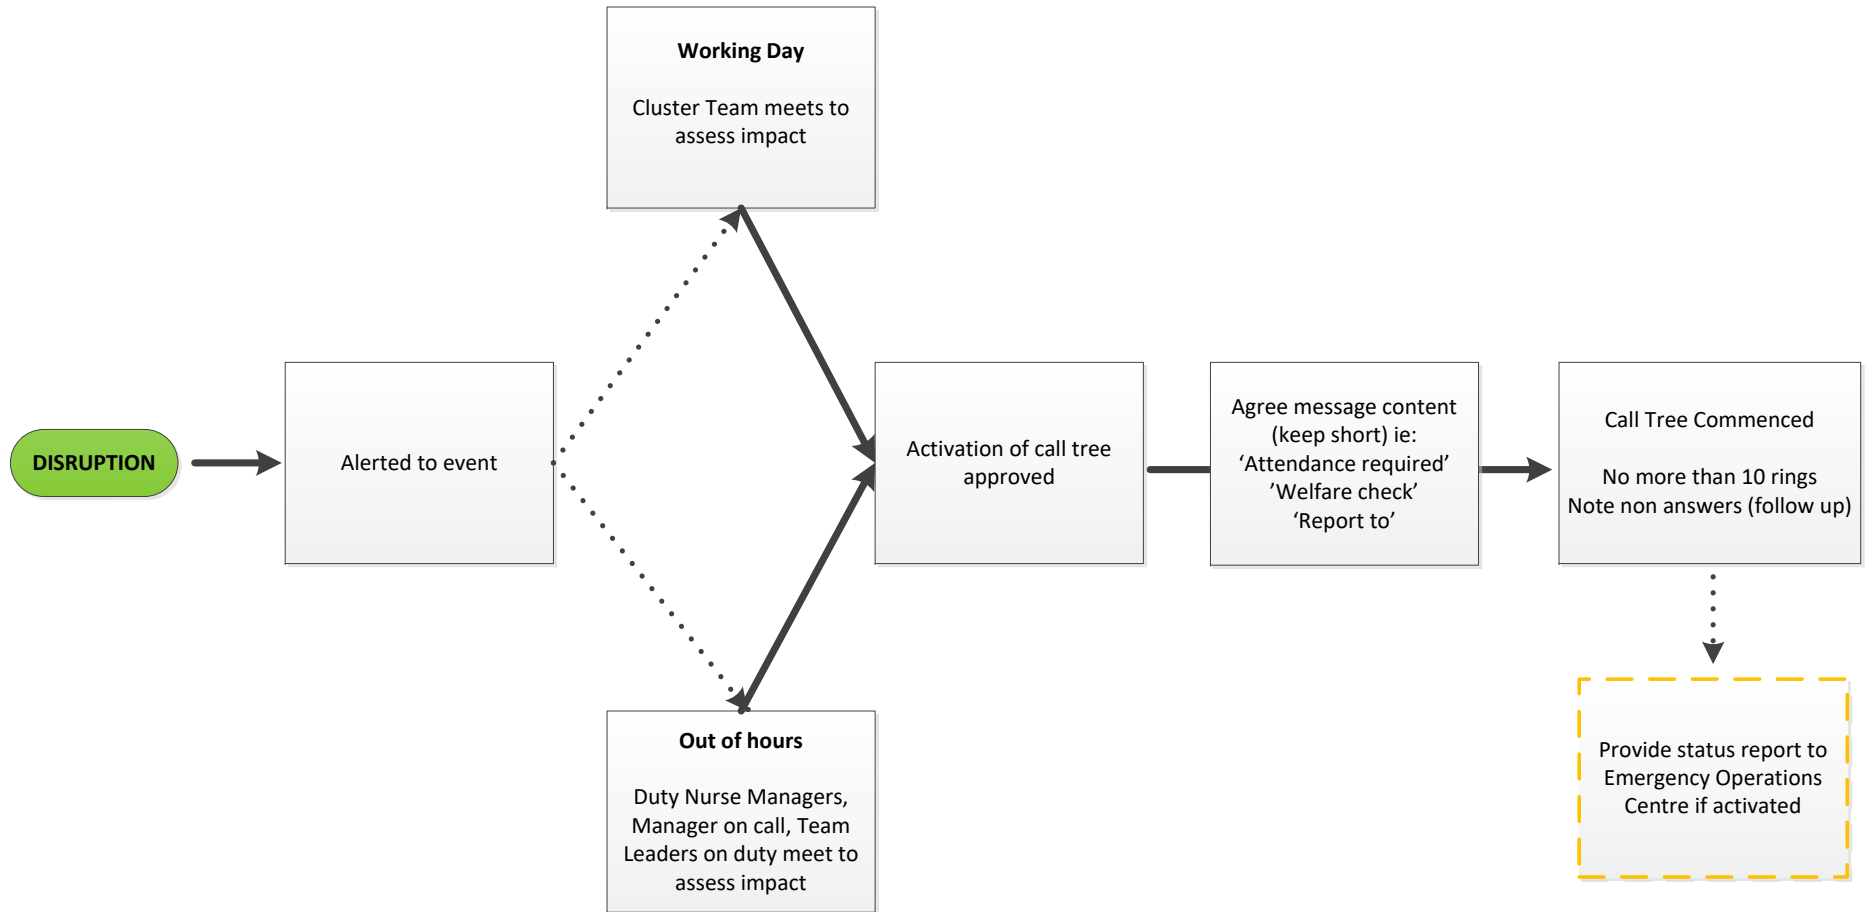 DISRUPTION
Alerted to event
Working Day
Cluster Team meets to
assess impact
Out of hours
Duty Nurse Managers,
Manager on call, Team
Leaders on duty meet to
assess impact
Activation of call tree
approved
Agree message content
(keep short) ie:
‘Attendance required’
’Welfare check’
‘Report to’
Call Tree Commenced
No more than 10 rings
Note non answers (follow up)
Provide status report to
Emergency Operations
Centre if activated